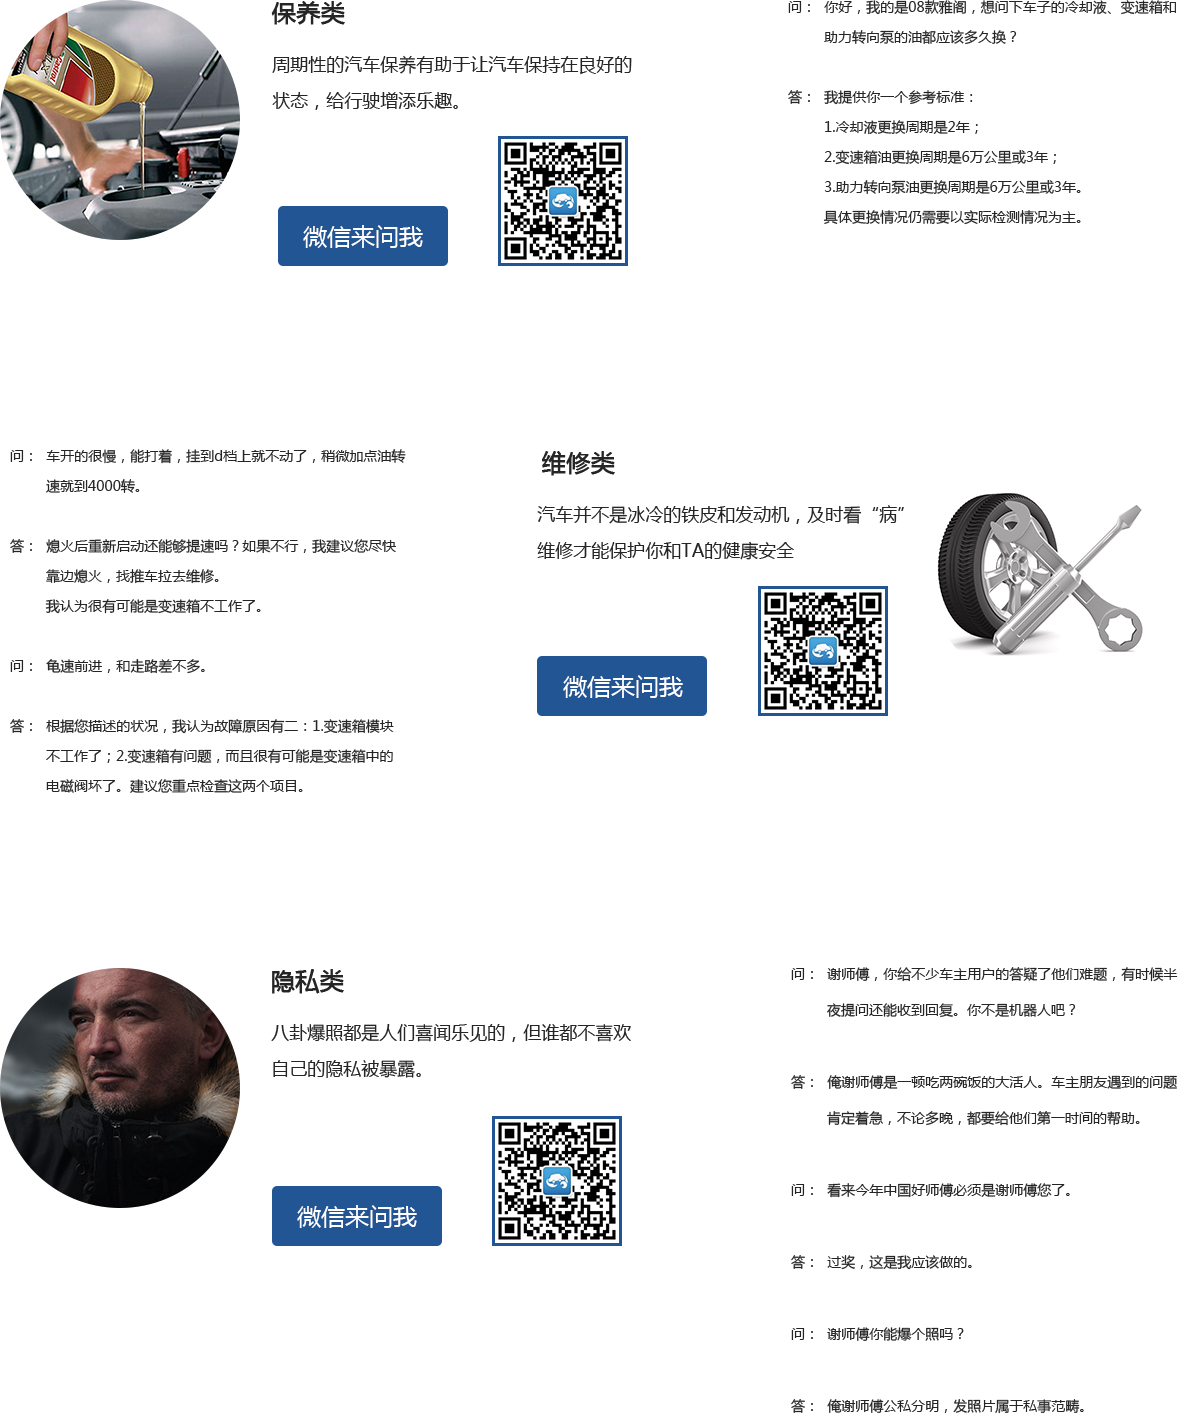 保养类
周期性的汽车保养有助于让汽车保持在良好的
状态，给行驶增添乐趣。
微信来问我
问： 你好，我的是08款雅阁，想问下车子的冷却液、变速箱和
助力转向泵的油都应该多久换？
答： 我提供你一个参考标准：
1.冷却液更换周期是2年；
2.变速箱油更换周期是6万公里或3年；
3.助力转向泵油更换周期是6万公里或3年。
具体更换情况仍需要以实际检测情况为主。
问： 车开的很慢，能打着，挂到d档上就不动了，稍微加点油转
速就到4000转。
答： 熄火后重新启动还能够提速吗？如果不行，我建议您尽快
靠边熄火，找推车拉去维修。
我认为很有可能是变速箱不工作了。
问： 龟速前进，和走路差不多。
答： 根据您描述的状况，我认为故障原因有二：1.变速箱模块
不工作了；2.变速箱有问题，而且很有可能是变速箱中的
电磁阀坏了。建议您重点检查这两个项目。
维修类
汽车并不是冰冷的铁皮和发动机，及时看“病”
维修才能保护你和TA的健康安全
微信来问我
隐私类
八卦爆照都是人们喜闻乐见的，但谁都不喜欢
自己的隐私被暴露。
微信来问我
问： 谢师傅，你给不少车主用户的答疑了他们难题，有时候半
夜提问还能收到回复。你不是机器人吧？
答： 俺谢师傅是一顿吃两碗饭的大活人。车主朋友遇到的问题
肯定着急，不论多晚，都要给他们第一时间的帮助。
问： 看来今年中国好师傅必须是谢师傅您了。
答： 过奖，这是我应该做的。
问： 谢师傅你能爆个照吗？
答： 俺谢师傅公私分明，发照片属于私事范畴。